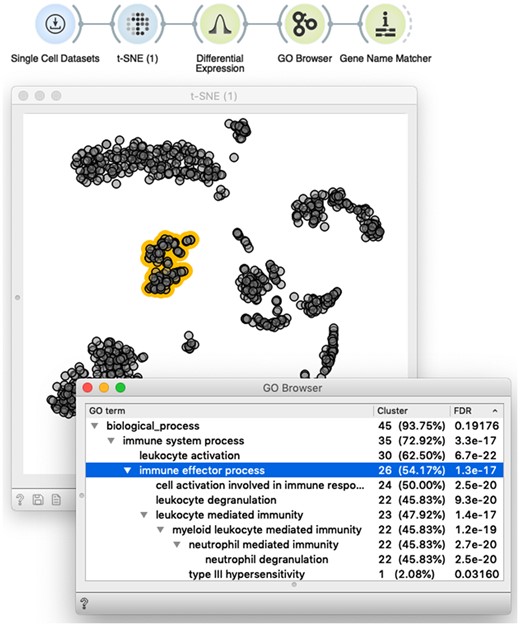 Single Cell Datasets
t-SNE (1)
Differential
Expression
GO Browser
Gene Name Matcher
t-SNE (1)
GO Browser
GO term Cluster FDR
biological_process 45 (93.75%) 0.19176
immune system process 35 (72.92%) 3.3e-17
leukocyte activation 30 (62.50%) 6.7e-22
immune effector process 26 (54.17%) 1.3e-17
cell activation involved in immune respo... 24 (50.00%) 2.5e-20
leukocyte degranulation 22 (45.83%) 9.3e-20
leukocyte mediated immunity 23 (47.92%) 1.4e-17
myeloid leukocyte mediated immunity 22 (45.83%) 1.2e-19
neutrophil mediated immunity 22 (45.83%) 2.7e-20
neutrophil degranulation 22 (45.83%) 2.5e-20
type III hypersensitivity 1 (2.08%) 0.03160